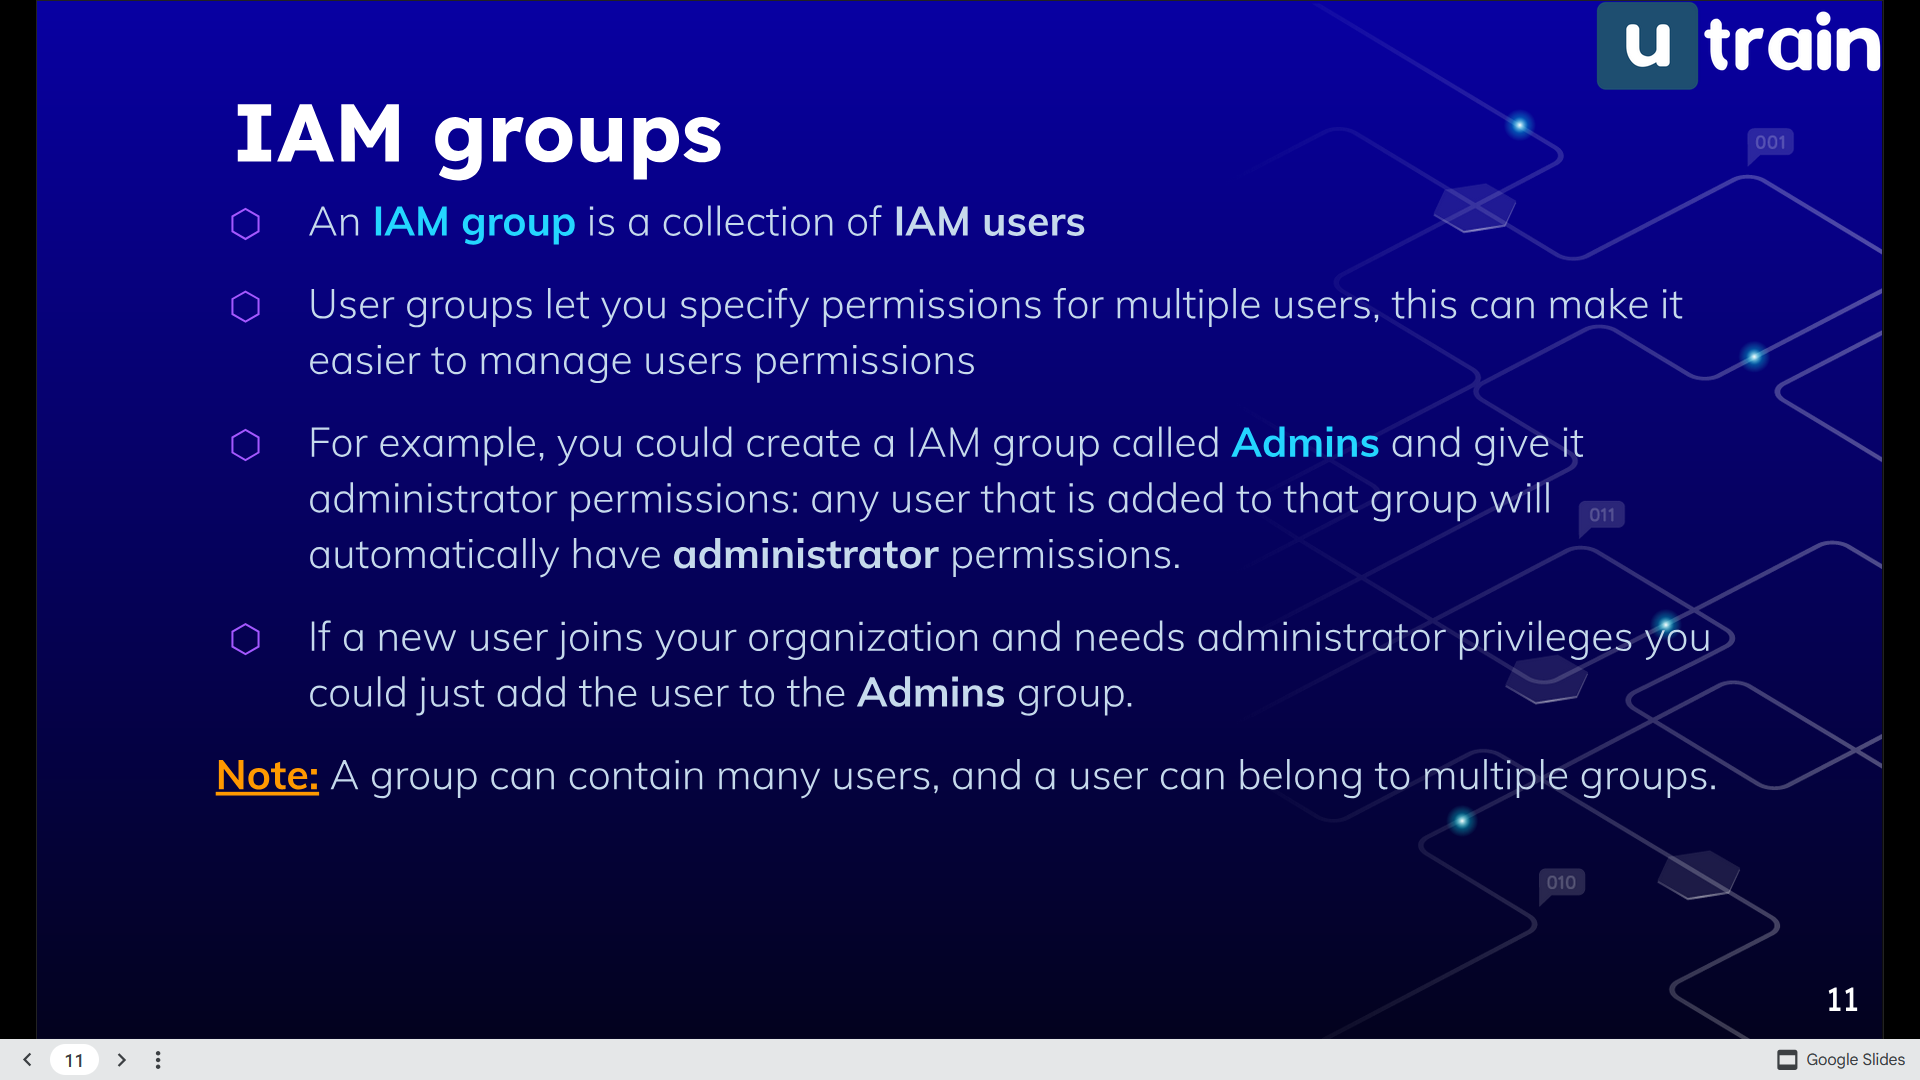 u train
001
IAM groups
An IAM group is a collection of IAM users
User groups let you specify permissions for multiple users, this can make it
easier to manage users permissions
For example, you could create a IAM group called Admins and give it
administrator permissions: any user that is added to that group will
011
automatically have administrator permissions.
If a new user joins your organization and needs administrator privileges you
could just add the user to the Admins group.
Note: A group can contain many users, and a user can belong to multiple groups.
010
11
11
Google Slides